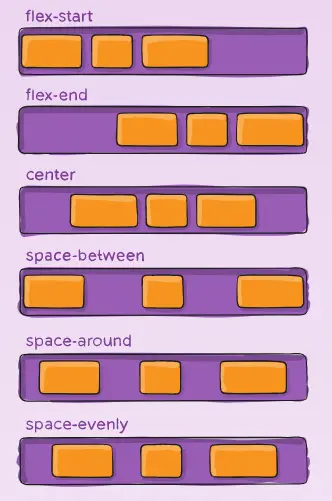 flex-start
flex-end
center
space-between
space-around
space-evenly